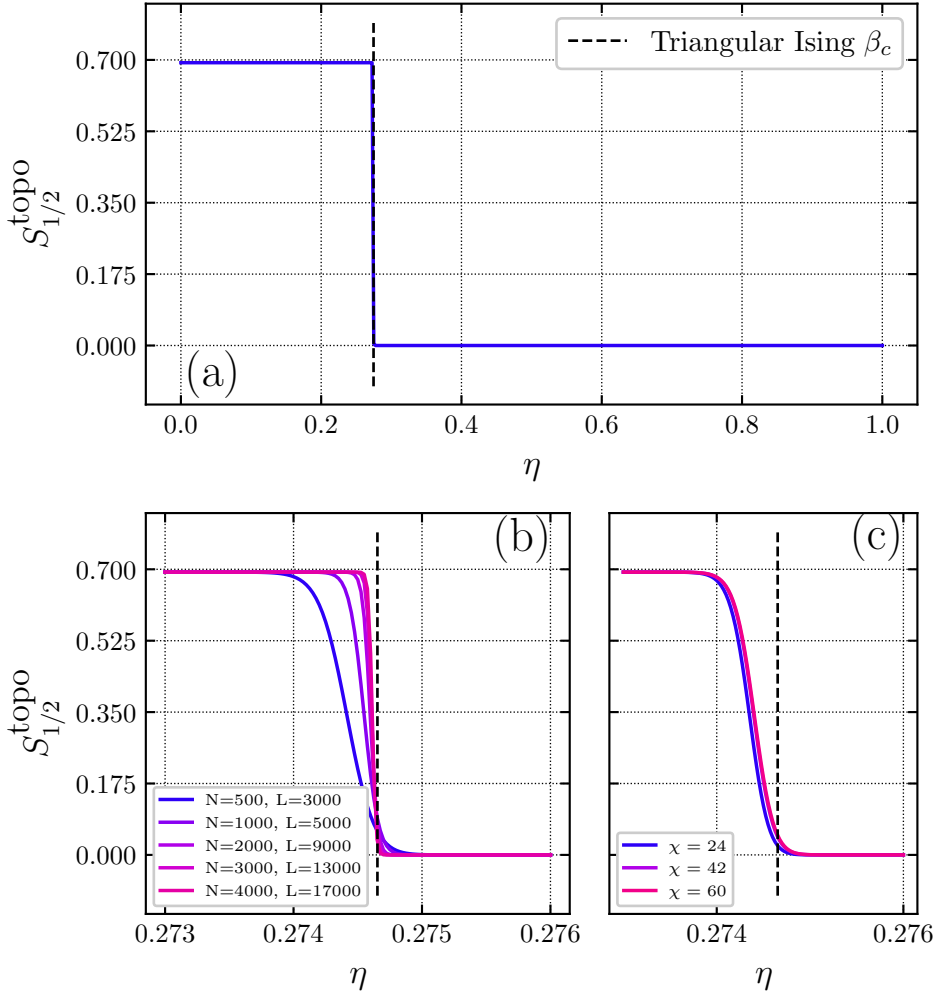 Triangular Ising β_c
0.700
0.525
0.350
0.175
0.000
S^topo_1/2
(a)
0.0 0.2 0.4 0.6 0.8 1.0
η
(b)
0.700
0.525
0.350
0.175
0.000
S^topo_1/2
N=500, L=3000
N=1000, L=5000
N=2000, L=9000
N=3000, L=13000
N=4000, L=17000
0.273 0.274 0.275 0.276
η
(c)
χ = 24
χ = 42
χ = 60
0.274 0.276
η